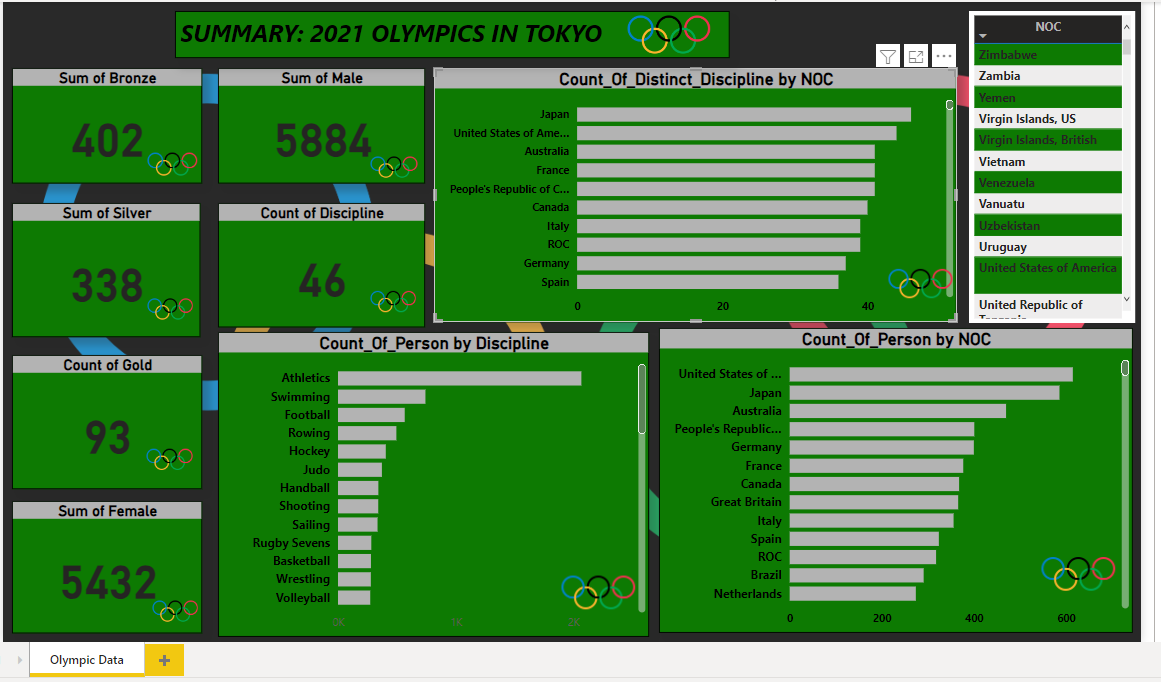 SUMMARY: 2021 OLYMPICS IN TOKYO
Sum of Bronze
402
Sum of Male
5884
Sum of Silver
338
Count of Discipline
46
Count of Gold
93
Sum of Female
5432
Count_Of_Distinct_Discipline by NOC
Japan
United States of Ame...
Australia
France
People's Republic of C...
Canada
Italy
ROC
Germany
Spain
0 20 40
NOC
Zimbabwe
Zambia
Yemen
Virgin Islands, US
Virgin Islands, British
Vietnam
Venezuela
Vanuatu
Uzbekistan
Uruguay
United States of America
United Republic of
Count_Of_Person by Discipline
Athletics
Swimming
Football
Rowing
Hockey
Judo
Handball
Shooting
Sailing
Rugby Sevens
Basketball
Wrestling
Volleyball
0K 1K 2K
Count_Of_Person by NOC
United States of ...
Japan
Australia
People's Republic...
Germany
France
Canada
Great Britain
Italy
Spain
ROC
Brazil
Netherlands
0 200 400 600
Olympic Data